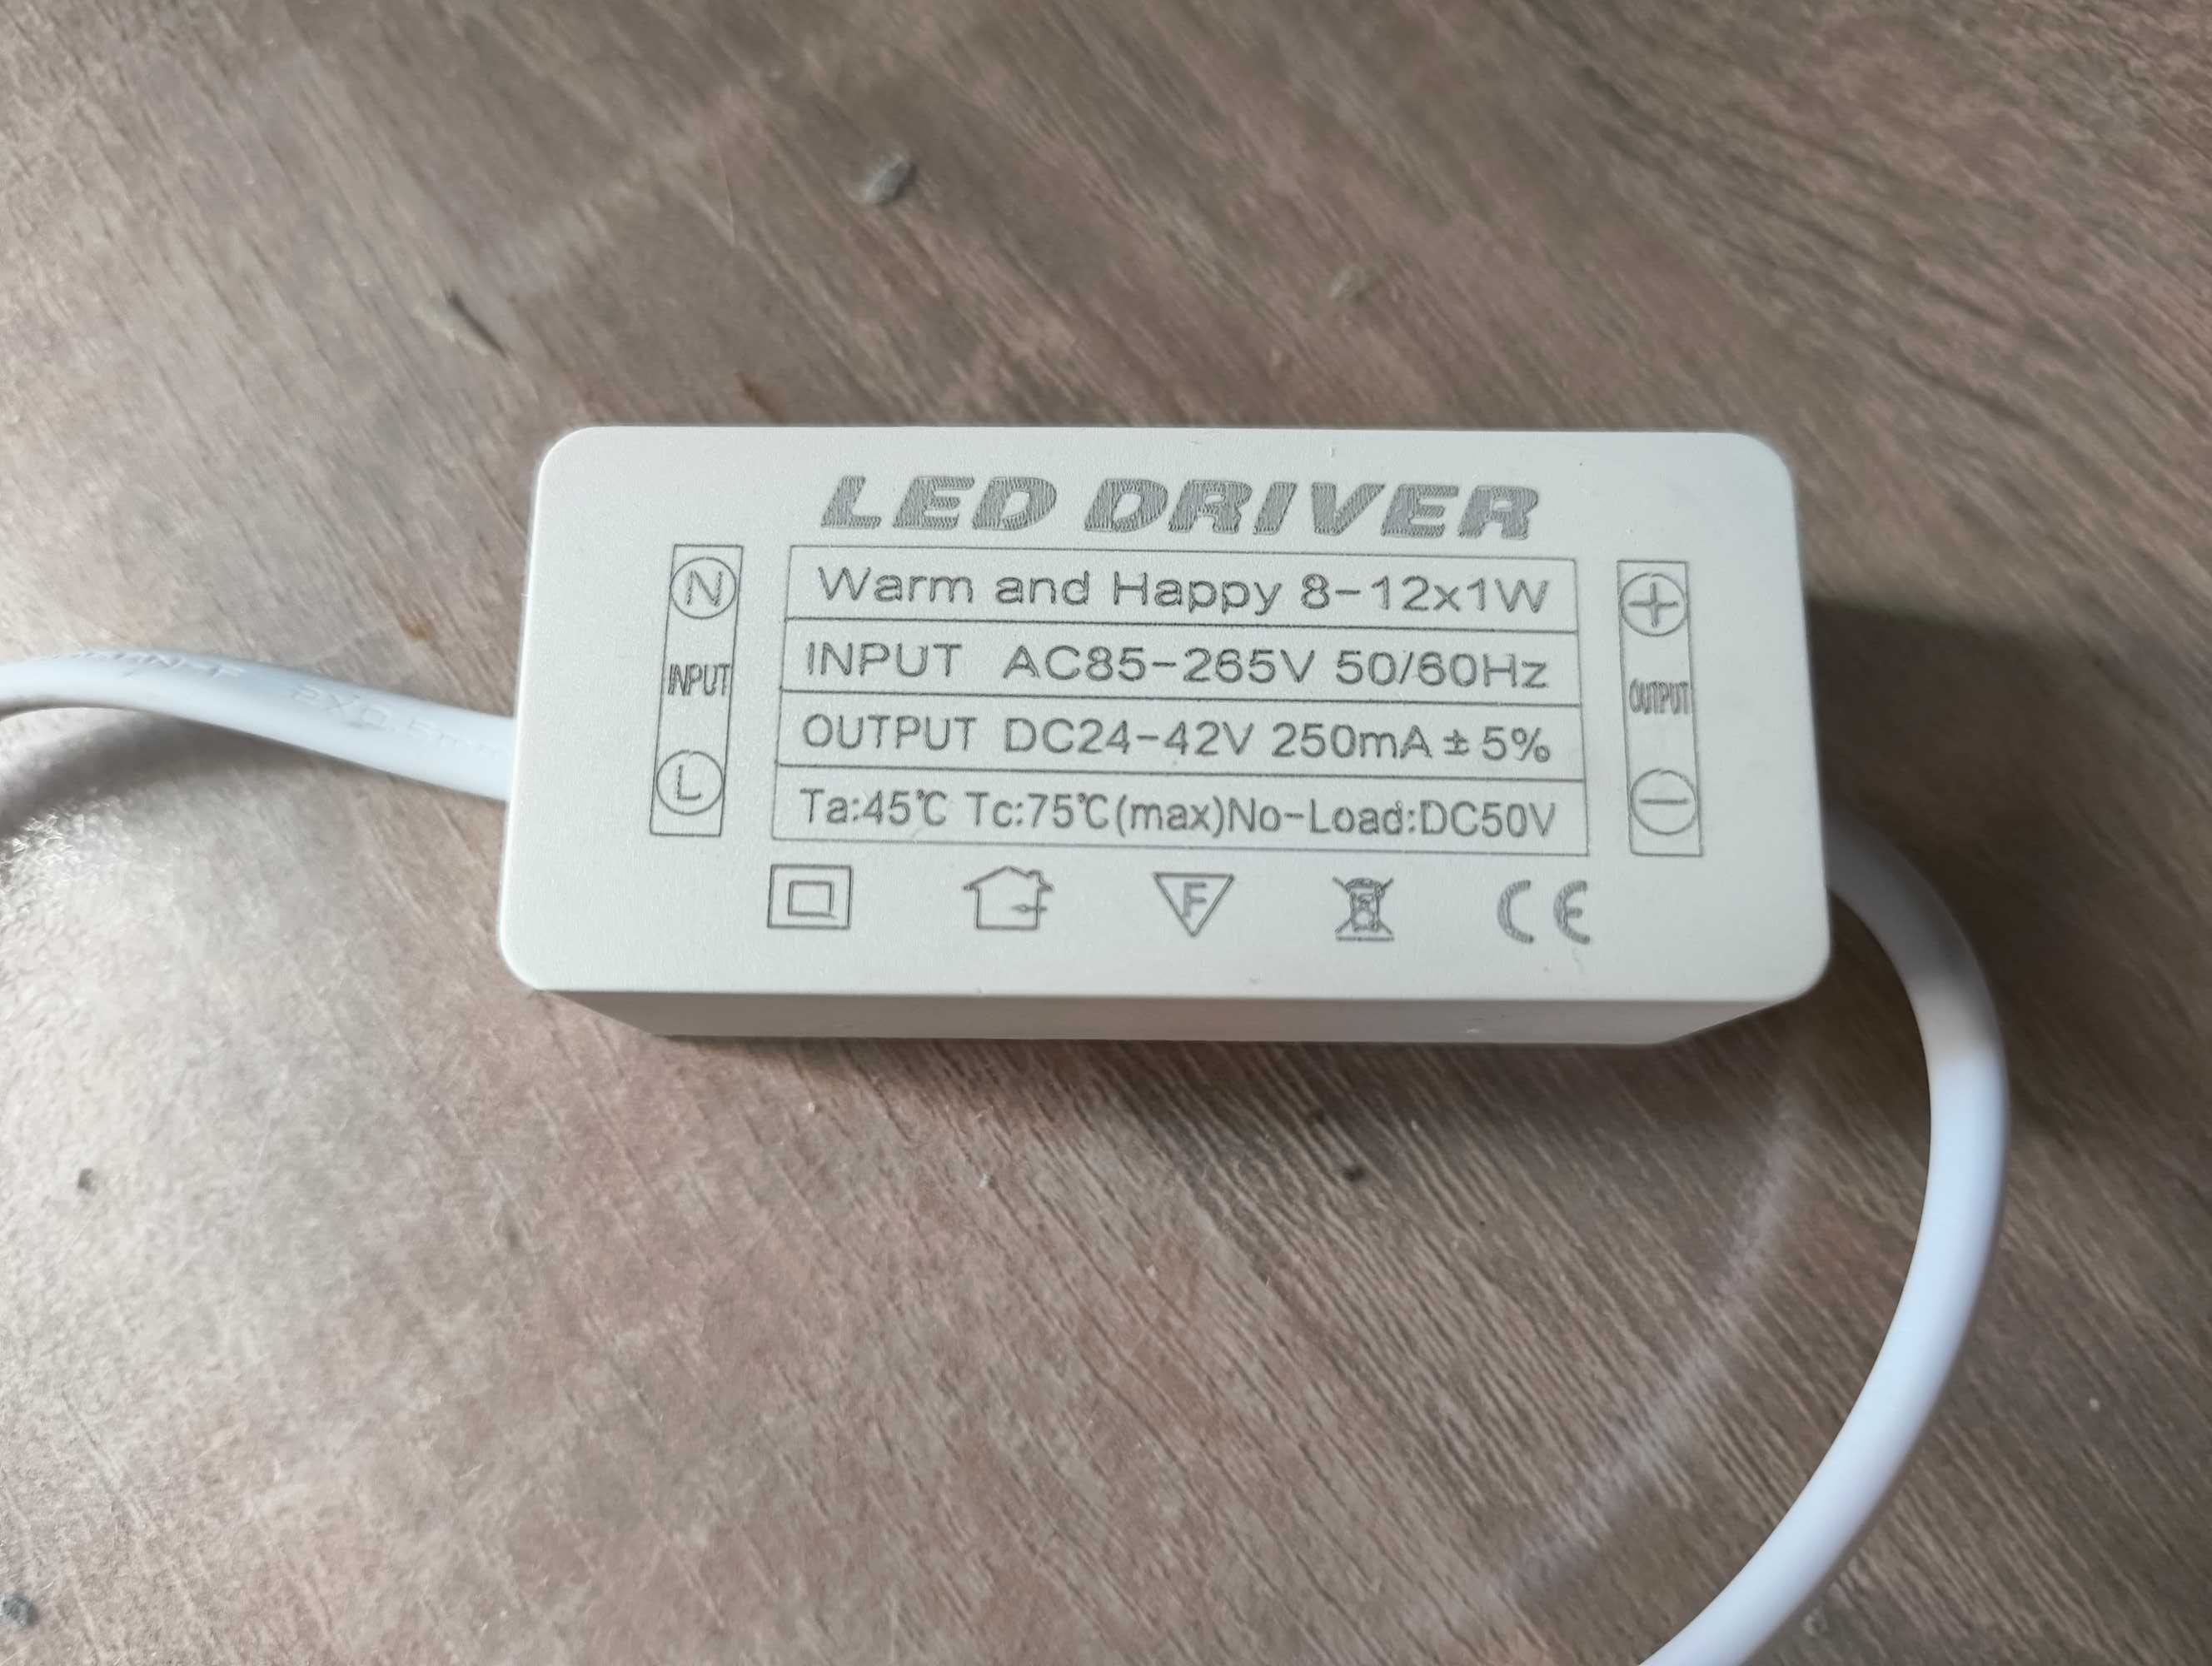 LED DRIVER
N
INPUT
L
Warm and Happy 8-12x1W
INPUT AC85-265V 50/60Hz
OUTPUT DC24-42V 250mA±5%
Ta:45℃ Tc:75℃(max)No-Load:DC50V
+
OUTPUT
−
F
CE